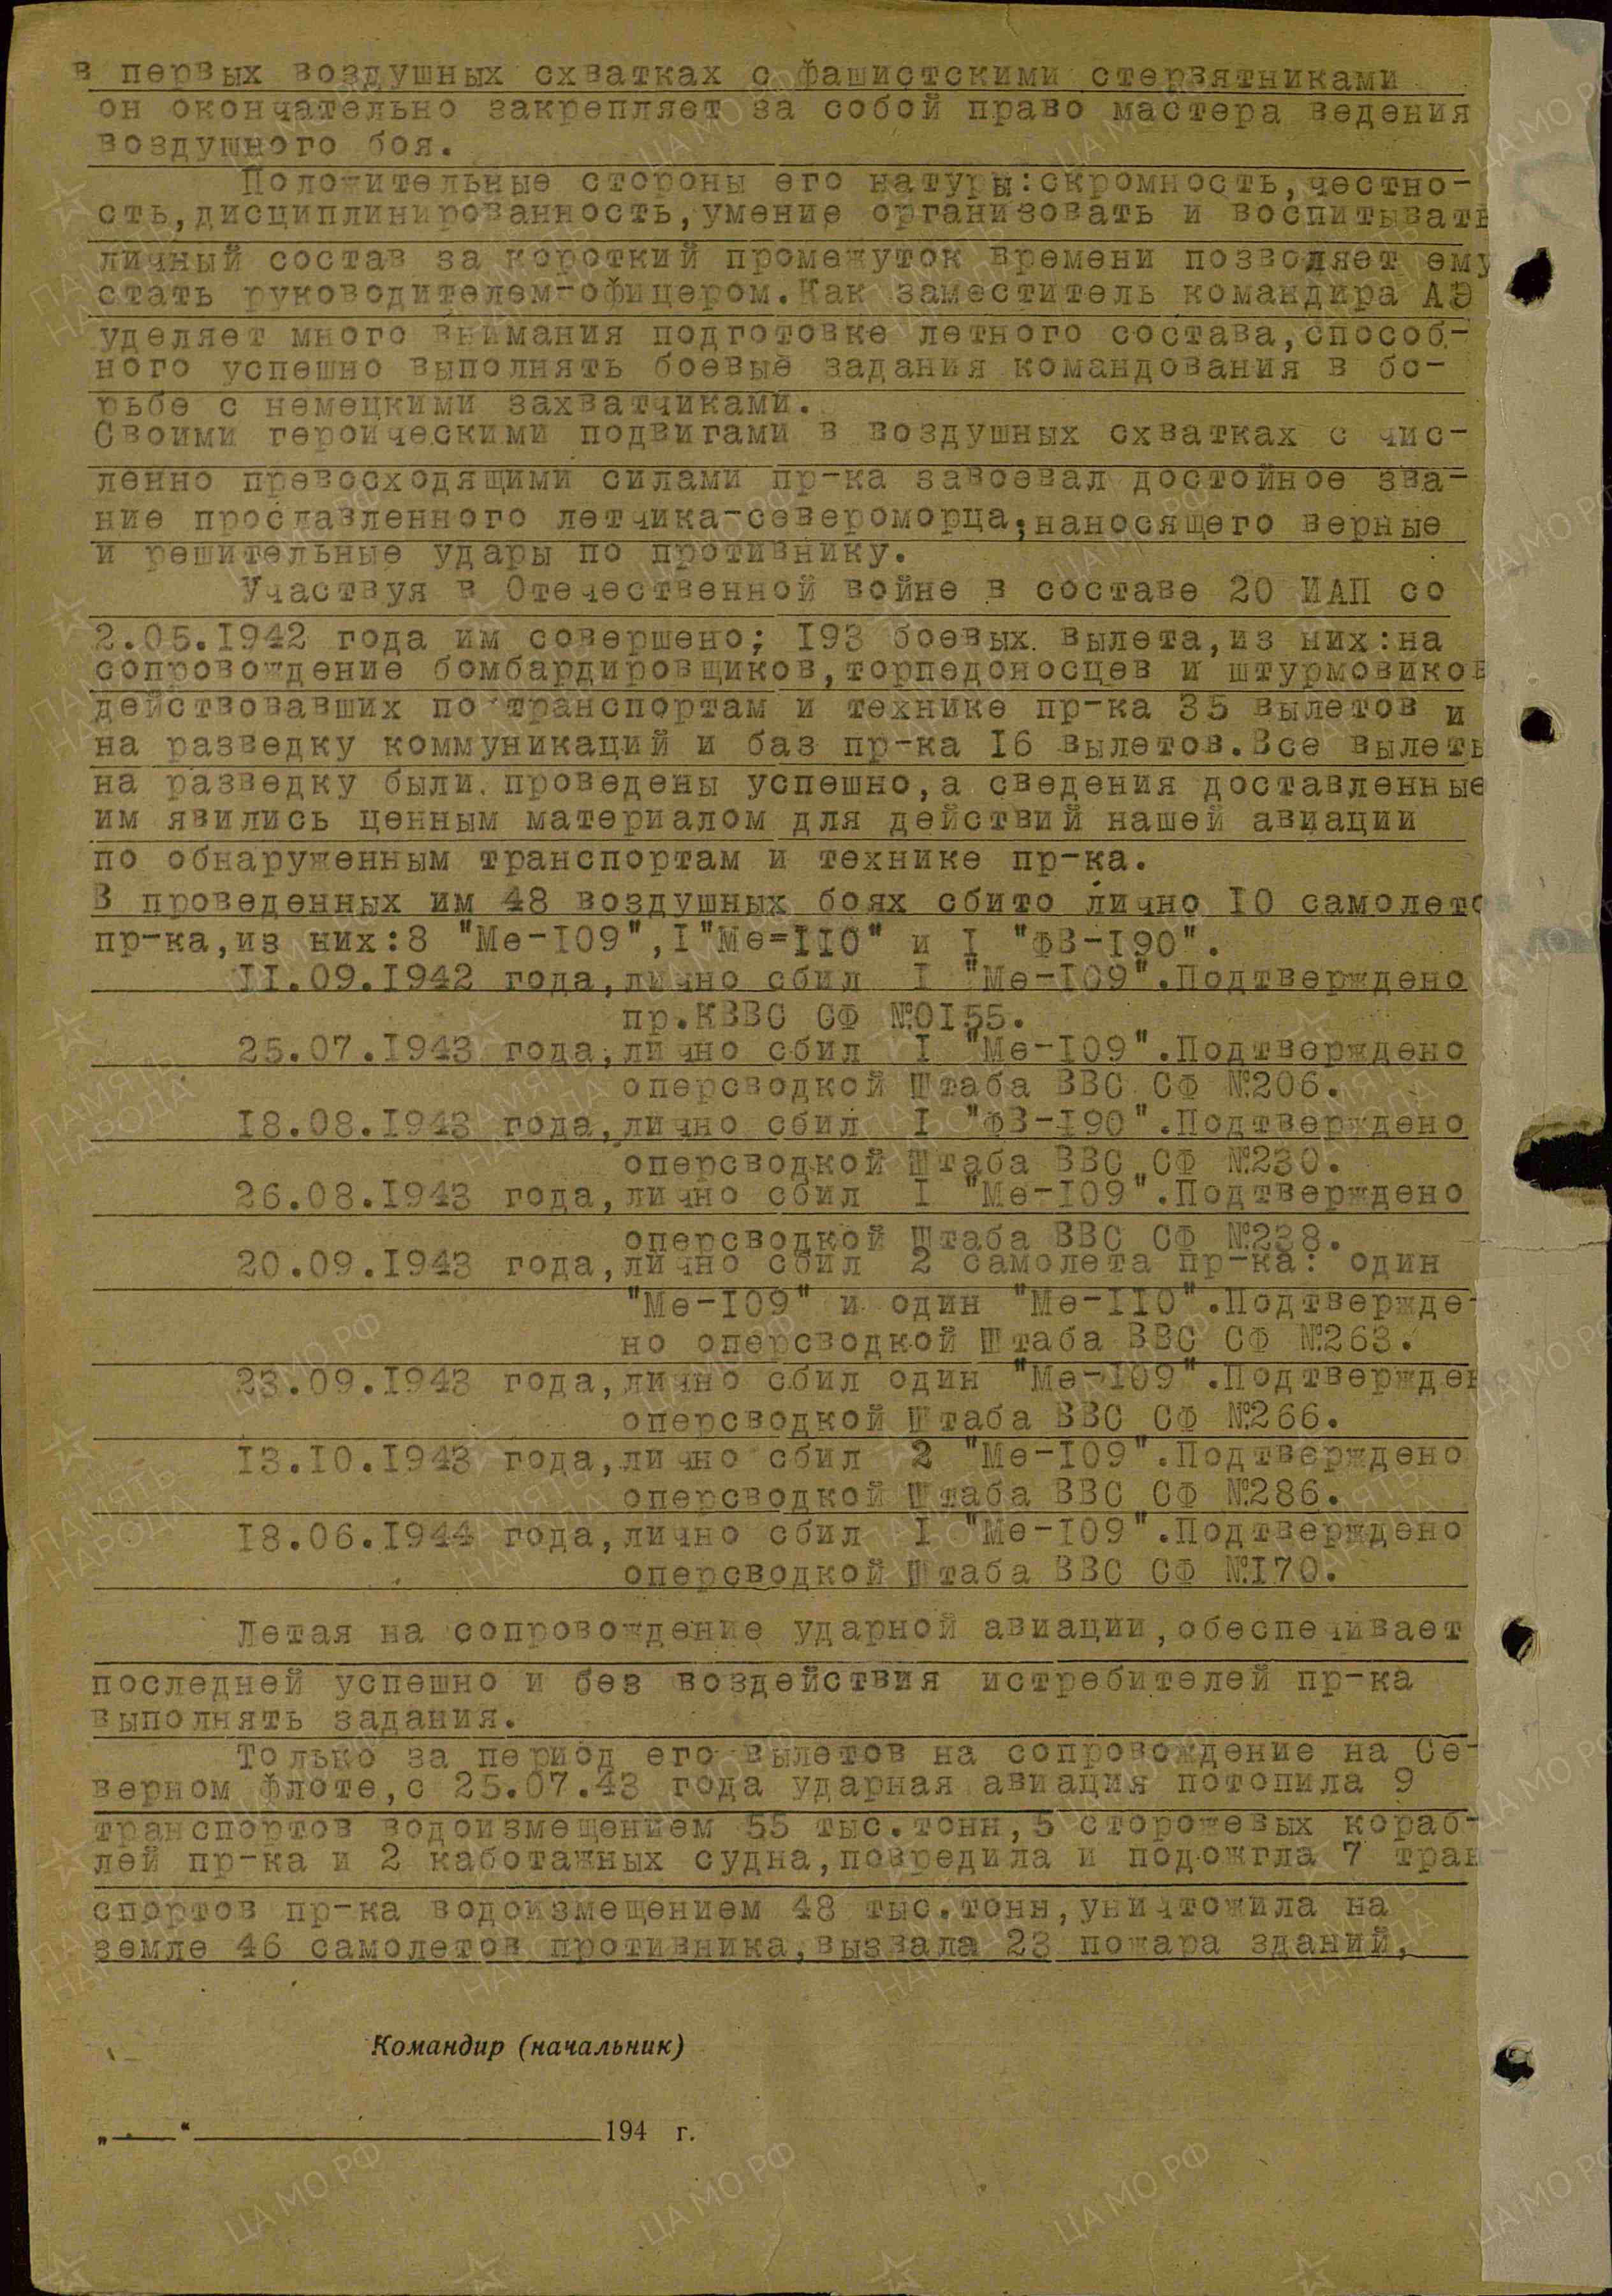 в первых воздушных схватках с фашистскими стервятниками
он окончательно закрепляет за собой право мастера ведения
воздушного боя.
Положительные стороны его натуры:скромность,честно-
сть,дисциплинированность,умение организовать и воспитывать
личный состав за короткий промежуток времени позволяет ему
стать руководителем-офицером.Как заместитель командира АЭ
уделяет много внимания подготовке летного состава,способ-
ного успешно выполнять боевые задания командования в бо-
рьбе с немецкими захватчиками.
Своими героическими подвигами в воздушных схватках с чис-
ленно превосходящими силами пр-ка завоевал достойное зва-
ние прославленного летчика-североморца,наносящего верные
и решительные удары по противнику.
Участвуя в Отечественной войне в составе 20 ИАП со
2.05.1942 года им совершено; 193 боевых вылета,из них:на
сопровождение бомбардировщиков,торпедоносцев и штурмовиков
действовавших по транспортам и технике пр-ка 35 вылетов и
на разведку коммуникаций и баз пр-ка 16 вылетов.Все вылеты
на разведку были проведены успешно,а сведения доставленные
им явились ценным материалом для действий нашей авиации
по обнаруженным транспортам и технике пр-ка.
В проведенных им 48 воздушных боях сбито лично 10 самолетов
пр-ка,из них:8 "Ме-109",1"Ме=110" и 1 "ФВ-190".
11.09.1942 года,лично сбил 1 "Ме-109".Подтверждено
пр.КВВС СФ №0155.
25.07.1943 года,лично сбил 1 "Ме-109".Подтверждено
оперсводкой Штаба ВВС СФ №206.
18.08.1943 года,лично сбил 1 "ФВ-190".Подтверждено
оперсводкой Штаба ВВС СФ №230.
26.08.1943 года,лично сбил 1 "Ме-109".Подтверждено
оперсводкой Штаба ВВС СФ №238.
20.09.1943 года,лично сбил 2 самолета пр-ка: один
"Ме-109" и один "Ме-110".Подтвержде-
но оперсводкой Штаба ВВС СФ №263.
23.09.1943 года,лично сбил один "Ме-109".Подтвержден
оперсводкой Штаба ВВС СФ №266.
13.10.1943 года,лично сбил 2 "Ме-109".Подтверждено
оперсводкой Штаба ВВС СФ №286.
18.06.1944 года,лично сбил 1 "Ме-109".Подтверждено
оперсводкой Штаба ВВС СФ №170.
Летая на сопровождение ударной авиации,обеспечивает
последней успешно и без воздействия истребителей пр-ка
выполнять задания.
Только за период его вылетов на сопровождение на Се-
верном флоте,с 25.07.43 года ударная авиация потопила 9
транспортов водоизмещением 55 тыс.тонн,5 сторожевых кораб-
лей пр-ка и 2 каботажных судна,повредила и подожгла 7 тран-
спортов пр-ка водоизмещением 48 тыс.тонн,уничтожила на
земле 46 самолетов противника,вызвала 23 пожара зданий,
Командир (начальник)
„___“ ____________ 194 г.